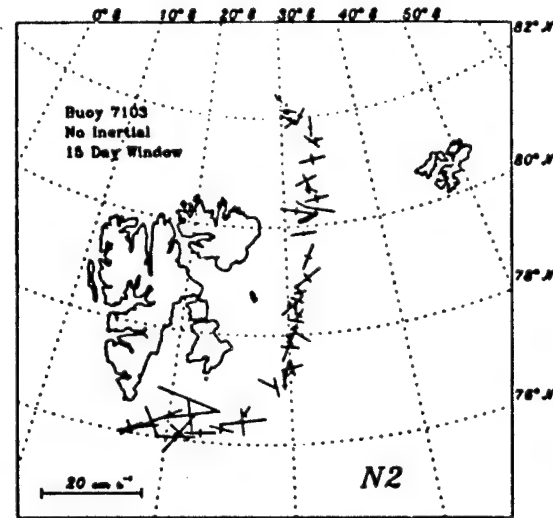 0° E 10° E 20° E 30° E 40° E 50° E
82° N
Buoy 7103
No Inertial
15 Day Window
80° N
78° N
76° N
20 cm s⁻¹
N2